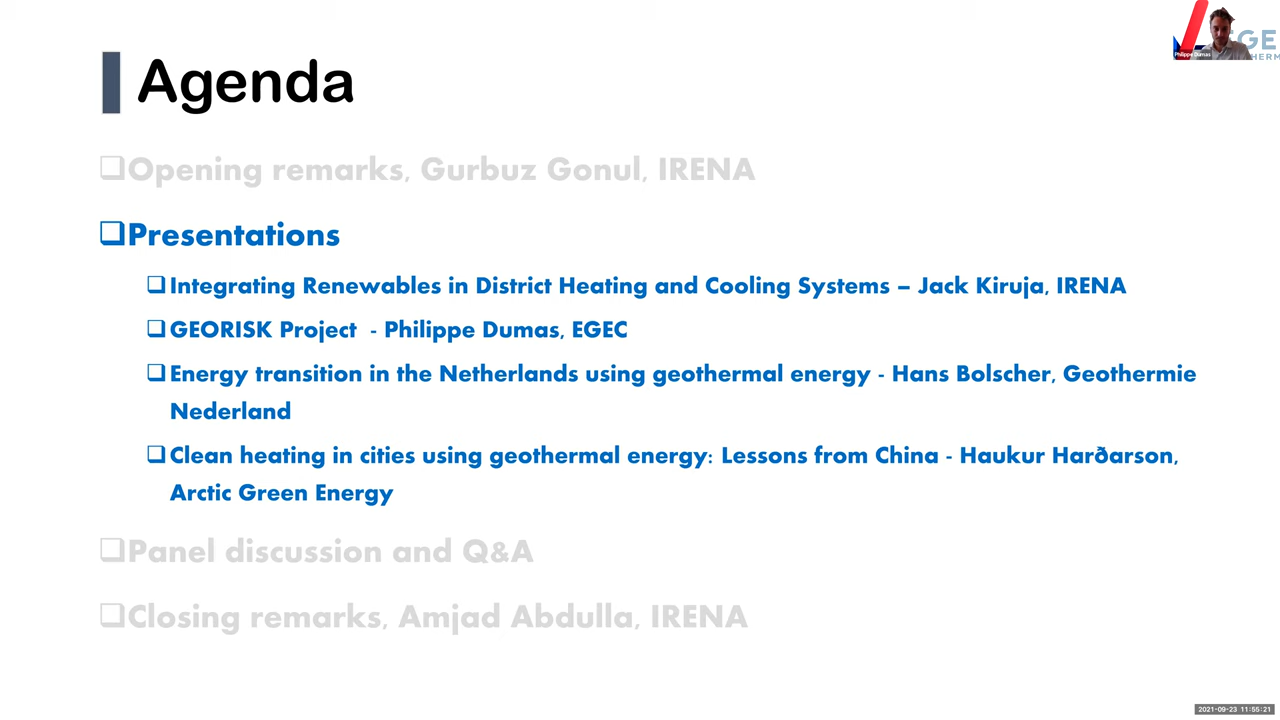 Agenda
Opening remarks, Gurbuz Gonul, IRENA
Presentations
Integrating Renewables in District Heating and Cooling Systems – Jack Kiruja, IRENA
GEORISK Project - Philippe Dumas, EGEC
Energy transition in the Netherlands using geothermal energy - Hans Bolscher, Geothermie
Nederland
Clean heating in cities using geothermal energy: Lessons from China - Haukur Harðarson,
Arctic Green Energy
Panel discussion and Q&A
Closing remarks, Amjad Abdulla, IRENA
Philippe Dumas
2021-09-23 11:55:21